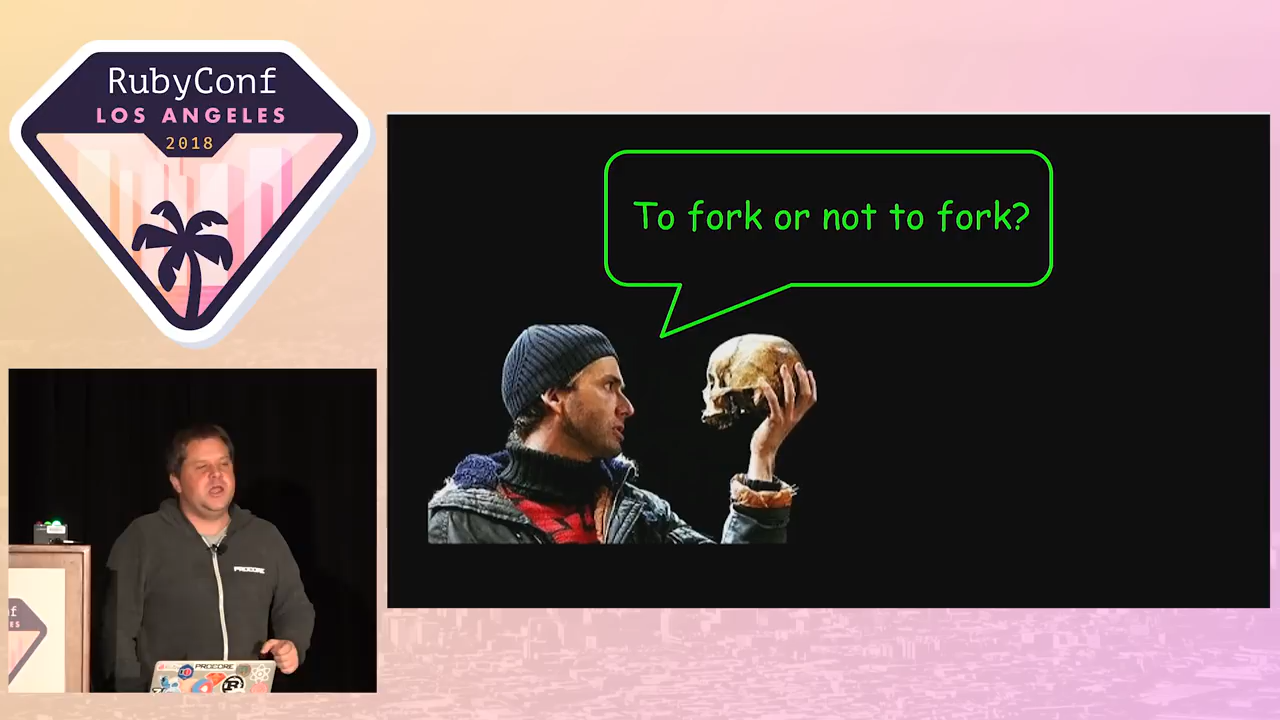 RubyConf
LOS ANGELES
2018
To fork or not to fork?
PROCORE
PROCORE